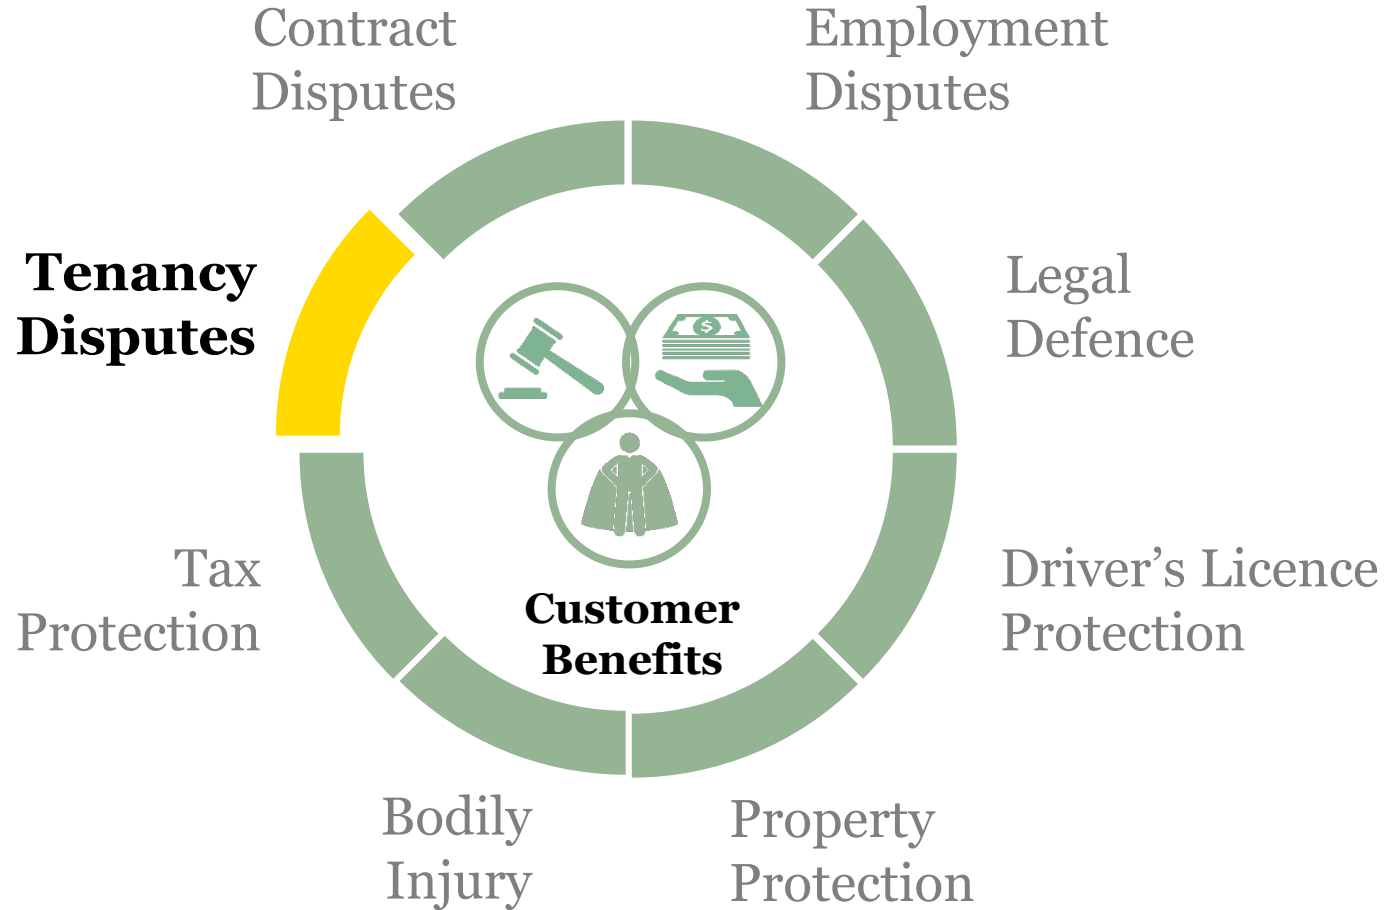 Contract
Disputes
Employment
Disputes
Tenancy
Disputes
Legal
Defence
$
Tax
Protection
Driver’s Licence
Protection
Customer
Benefits
Bodily
Injury
Property
Protection